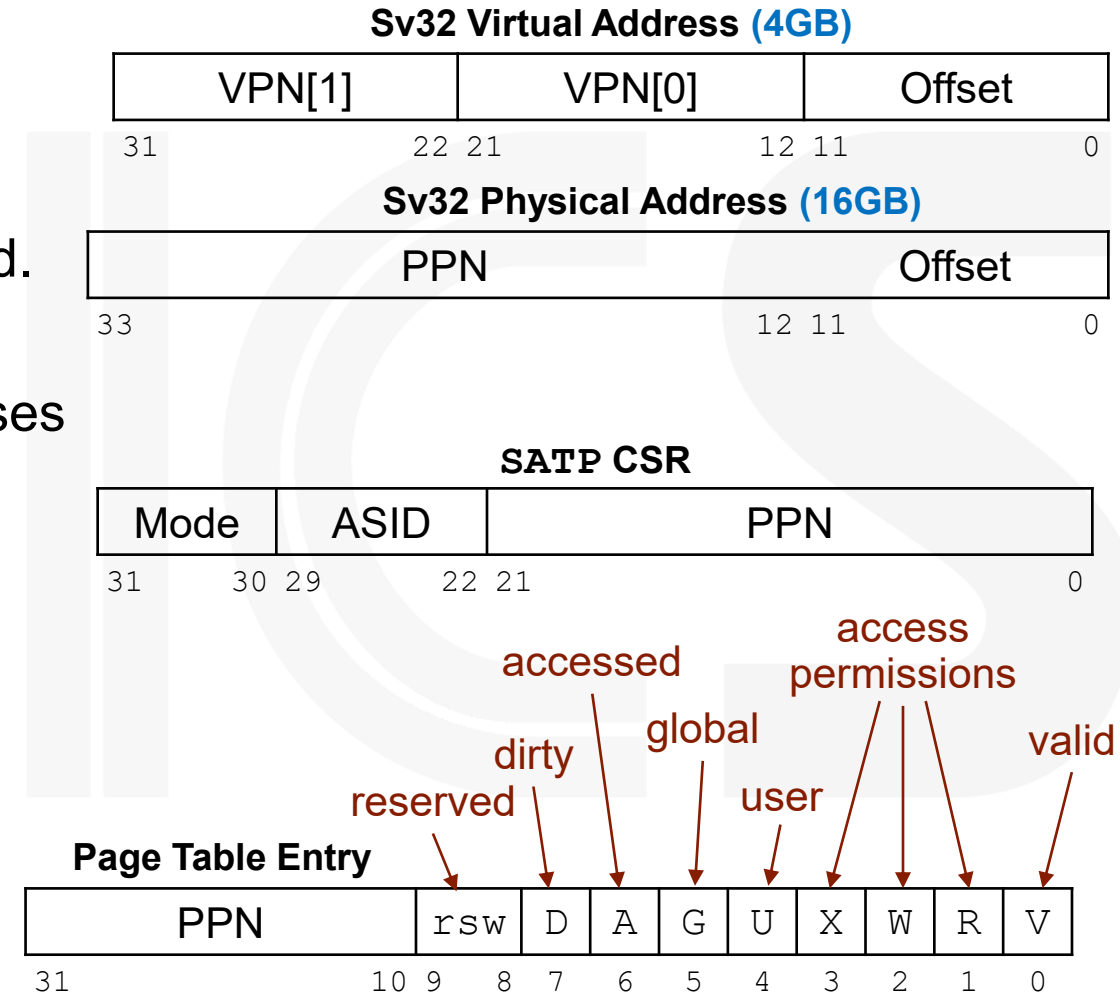 Sv32 Virtual Address (4GB)
VPN[1] VPN[0] Offset
31 22 21 12 11 0
Sv32 Physical Address (16GB)
d.
PPN Offset
33 12 11 0
ses
SATP CSR
Mode ASID PPN
31 30 29 22 21 0
access
accessed permissions
global
dirty valid
reserved user
Page Table Entry
PPN rsw D A G U X W R V
31 10 9 8 7 6 5 4 3 2 1 0